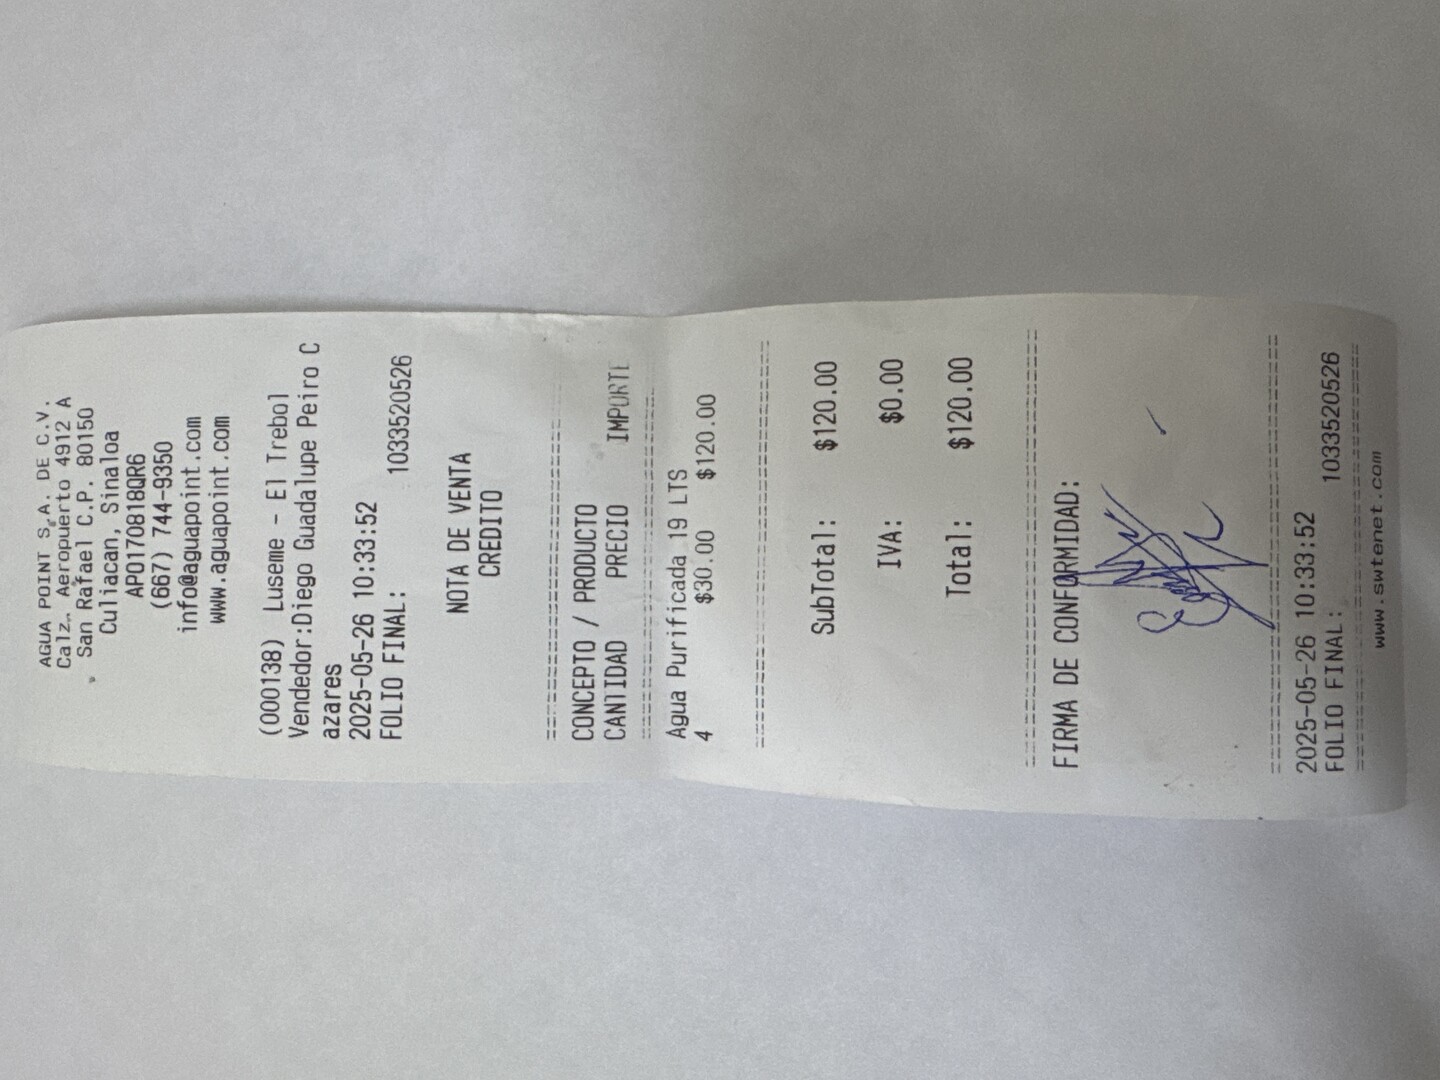 AGUA POINT S.A. DE C.V.
Calz. Aeropuerto 4912 A
San Rafael C.P. 80150
Culiacan, Sinaloa
APO170818QR6
(667) 744-9350
info@aguapoint.com
www.aguapoint.com
(000138) Luseme - El Trebol
Vendedor:Diego Guadalupe Peiro C
azares
2025-05-26 10:33:52
FOLIO FINAL: 1033520526
NOTA DE VENTA
CREDITO
CONCEPTO / PRODUCTO
CANTIDAD PRECIO IMPORTE
Agua Purificada 19 LTS
4 $30.00 $120.00
SubTotal: $120.00
IVA: $0.00
Total: $120.00
FIRMA DE CONFORMIDAD:
2025-05-26 10:33:52
FOLIO FINAL: 1033520526
www.swtenet.com